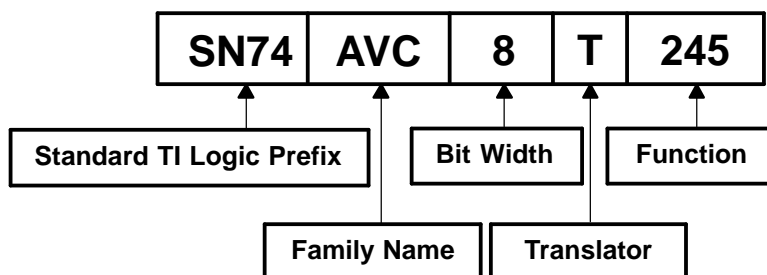 SN74 AVC 8 T 245
Standard TI Logic Prefix Bit Width Function
Family Name Translator